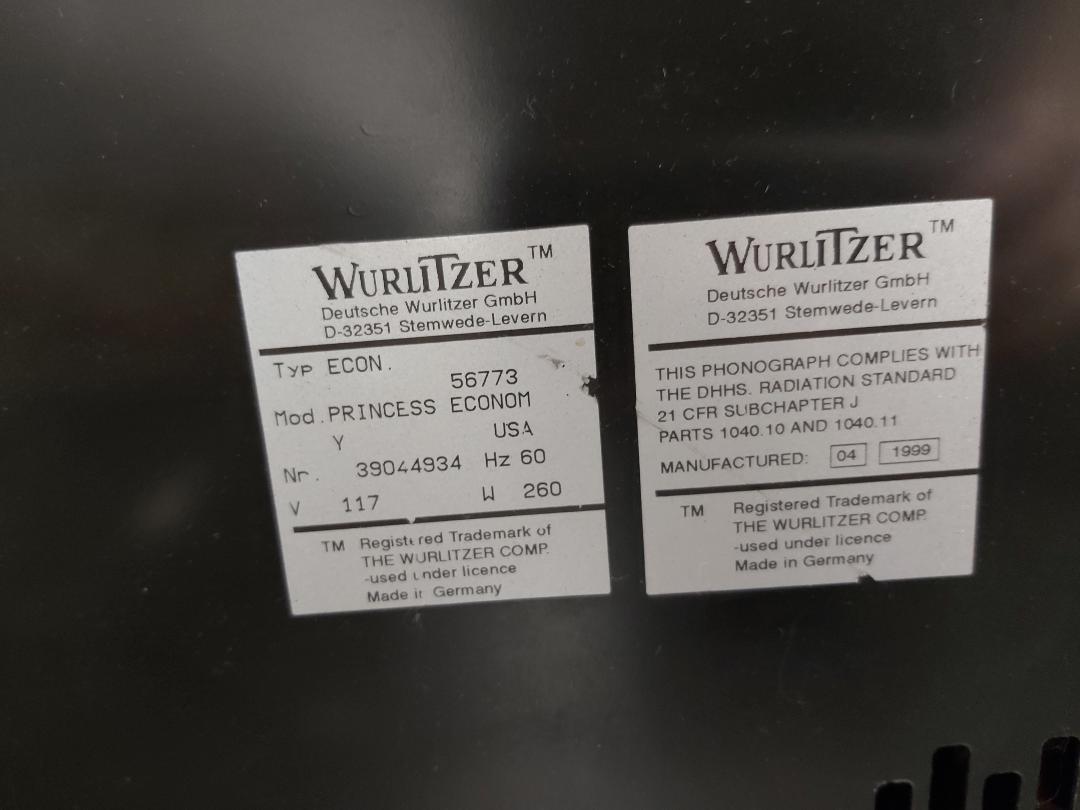 WURLITZER™
Deutsche Wurlitzer GmbH
D-32351 Stemwede-Levern
Typ ECON.
56773
Mod. PRINCESS ECONOM
Y USA
Nr. 39044934 Hz 60
V 117 W 260
TM Registered Trademark of
THE WURLITZER COMP.
-used under licence
Made in Germany
WURLITZER™
Deutsche Wurlitzer GmbH
D-32351 Stemwede-Levern
THIS PHONOGRAPH COMPLIES WITH
THE DHHS. RADIATION STANDARD
21 CFR SUBCHAPTER J
PARTS 1040.10 AND 1040.11
MANUFACTURED: 04 1999
TM Registered Trademark of
THE WURLITZER COMP.
-used under licence
Made in Germany